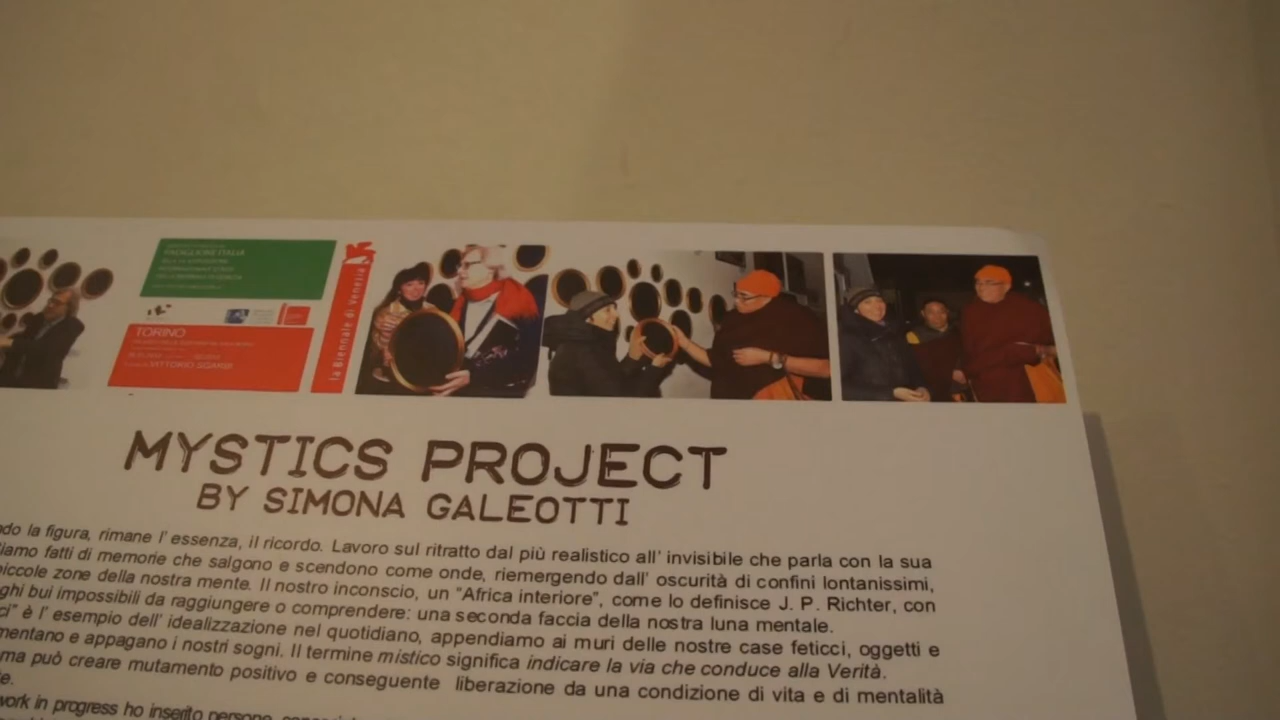 PADIGLIONE ITALIA
TORINO
VITTORIO SGARBI
la Biennale di Venezia
MYSTICS PROJECT
BY SIMONA GALEOTTI
do la figura, rimane l' essenza, il ricordo. Lavoro sul ritratto dal più realistico all' invisibile che parla con la sua
iamo fatti di memorie che salgono e scendono come onde, riemergendo dall' oscurità di confini lontanissimi,
piccole zone della nostra mente. Il nostro inconscio, un "Africa interiore", come lo definisce J. P. Richter, con
ghi bui impossibili da raggiungere o comprendere: una seconda faccia della nostra luna mentale.
ci" è l' esempio dell' idealizzazione nel quotidiano, appendiamo ai muri delle nostre case feticci, oggetti e
mentano e appagano i nostri sogni. Il termine mistico significa indicare la via che conduce alla Verità.
ma può creare mutamento positivo e conseguente liberazione da una condizione di vita e di mentalità
e.
work in progress ho inserito persone